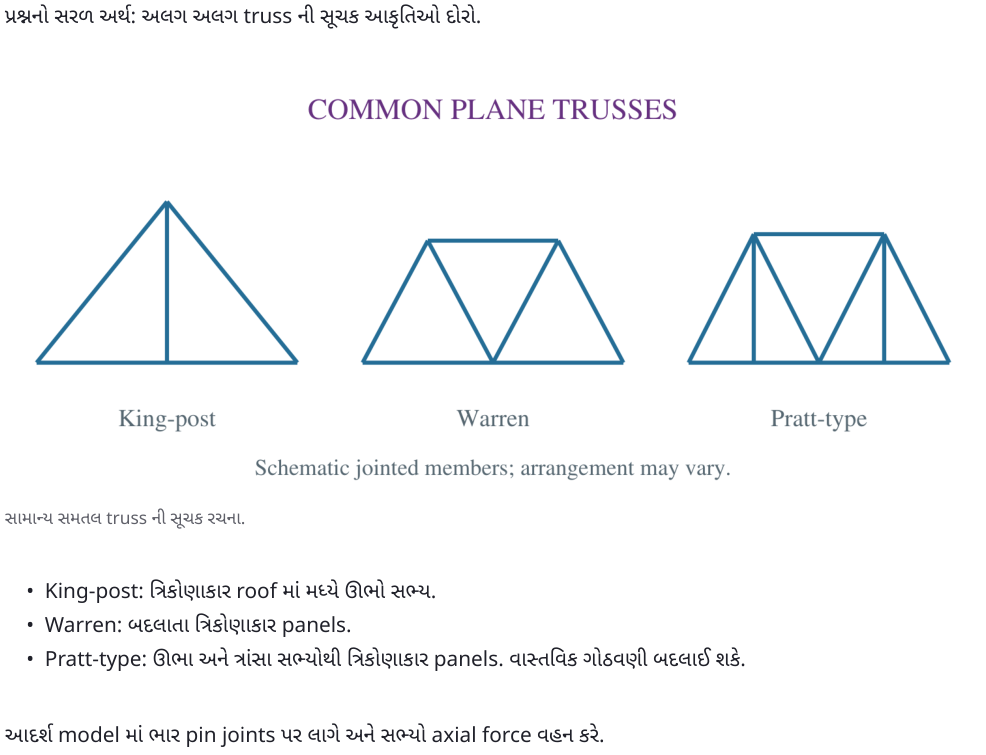 પ્રશ્નનો સરળ અર્થ: અલગ અલગ truss ની સૂચક આકૃતિઓ દોરો.
COMMON PLANE TRUSSES
King-post
Warren
Pratt-type
Schematic jointed members; arrangement may vary.
સામાન્ય સમતલ truss ની સૂચક રચના.
• King-post: ત્રિકોણાકાર roof માં મધ્યે ઊભો સભ્ય.
• Warren: બદલાતા ત્રિકોણાકાર panels.
• Pratt-type: ઊભા અને ત્રાંસા સભ્યોથી ત્રિકોણાકાર panels. વાસ્તવિક ગોઠવણી બદલાઈ શકે.
આદર્શ model માં ભાર pin joints પર લાગે અને સભ્યો axial force વહન કરે.